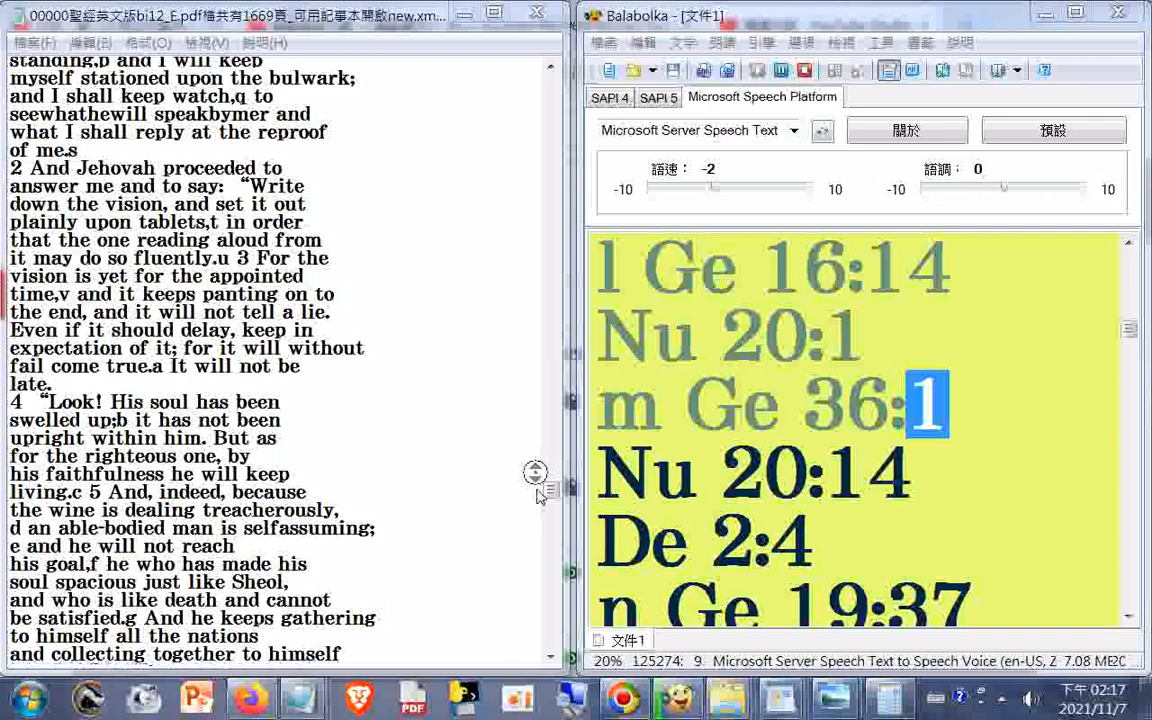 00000聖經英文版bi12_E.pdf檔共有1669頁_可用記事本開啟new.xm...
檔案(F) 編輯(E) 格式(O) 檢視(V) 說明(H)
standing,p and I will keep
myself stationed upon the bulwark;
and I shall keep watch,q to
seewhathewill speakbymer and
what I shall reply at the reproof
of me.s
2 And Jehovah proceeded to
answer me and to say: “Write
down the vision, and set it out
plainly upon tablets,t in order
that the one reading aloud from
it may do so fluently.u 3 For the
vision is yet for the appointed
time,v and it keeps panting on to
the end, and it will not tell a lie.
Even if it should delay, keep in
expectation of it; for it will without
fail come true.a It will not be
late.
4 “Look! His soul has been
swelled up;b it has not been
upright within him. But as
for the righteous one, by
his faithfulness he will keep
living.c 5 And, indeed, because
the wine is dealing treacherously,
d an able-bodied man is selfassuming;
e and he will not reach
his goal,f he who has made his
soul spacious just like Sheol,
and who is like death and cannot
be satisfied.g And he keeps gathering
to himself all the nations
and collecting together to himself
Balabolka - [文件1]
檔案 編輯 文字 朗讀 引擎 選項 檢視 工具 書籤 說明
SAPI 4 SAPI 5 Microsoft Speech Platform
Microsoft Server Speech Text 關於 預設
語速： -2 語調： 0
-10 10 -10 10
l Ge 16:14
Nu 20:1
m Ge 36:1
Nu 20:14
De 2:4
n Ge 19:37
文件1
20% 125274: 9 Microsoft Server Speech Text to Speech Voice (en-US, Z 7.08 ME
PDF
下午 02:17
2021/11/7